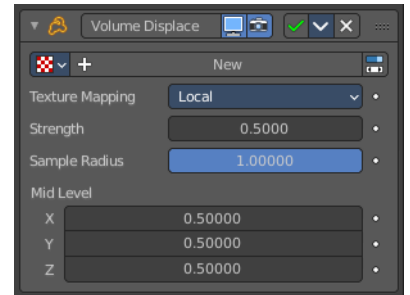 Volume Displace
New
Texture Mapping Local
Strength 0.5000
Sample Radius 1.00000
Mid Level
X 0.50000
Y 0.50000
Z 0.50000